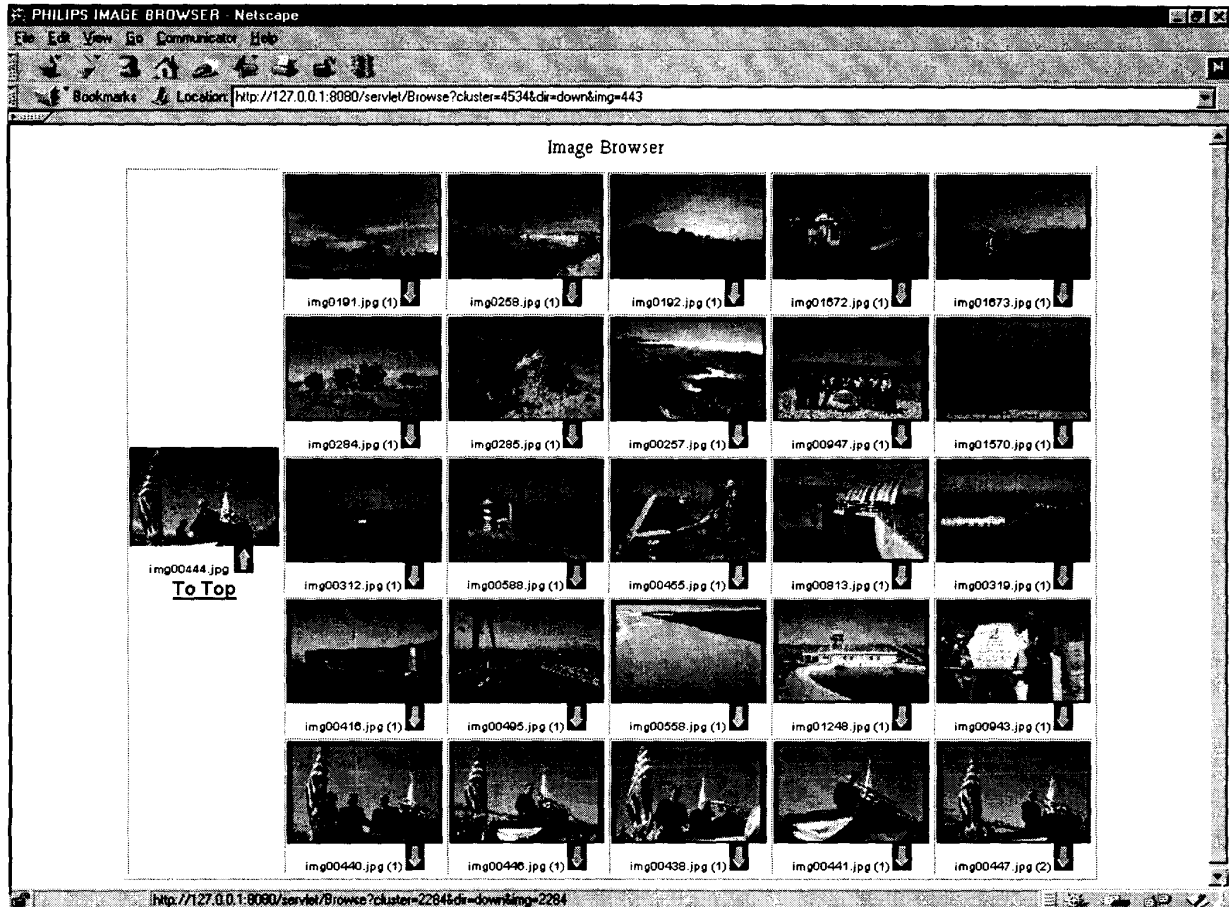 PHILIPS IMAGE BROWSER - Netscape
File Edit View Go Communicator Help
Bookmarks Location: http://127.0.0.1:8080/servlet/Browse?cluster=4534&dir=down&img=443
Image Browser
img0191.jpg (1) img0258.jpg (1) img0192.jpg (1) img01672.jpg (1) img01673.jpg (1)
img0284.jpg (1) img0285.jpg (1) img00257.jpg (1) img00947.jpg (1) img01570.jpg (1)
img00444.jpg
To Top
img00312.jpg (1) img00588.jpg (1) img00455.jpg (1) img00813.jpg (1) img00319.jpg (1)
img00416.jpg (1) img00495.jpg (1) img00558.jpg (1) img01248.jpg (1) img00943.jpg (1)
img00440.jpg (1) img00446.jpg (1) img00438.jpg (1) img00441.jpg (1) img00447.jpg (2)
http://127.0.0.1:8080/servlet/Browse?cluster=2284&dir=down&img=2284